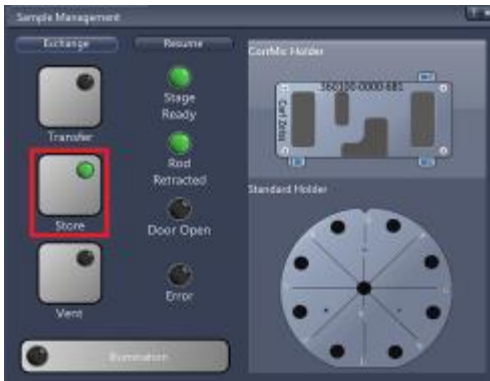 Sample Management
Exchange
Resume
Transfer
Store
Vent
Stage
Ready
Rod
Retracted
Door Open
Error
Illumination
CorrMic Holder
360100-0000-681
Carl Zeiss
Standard Holder